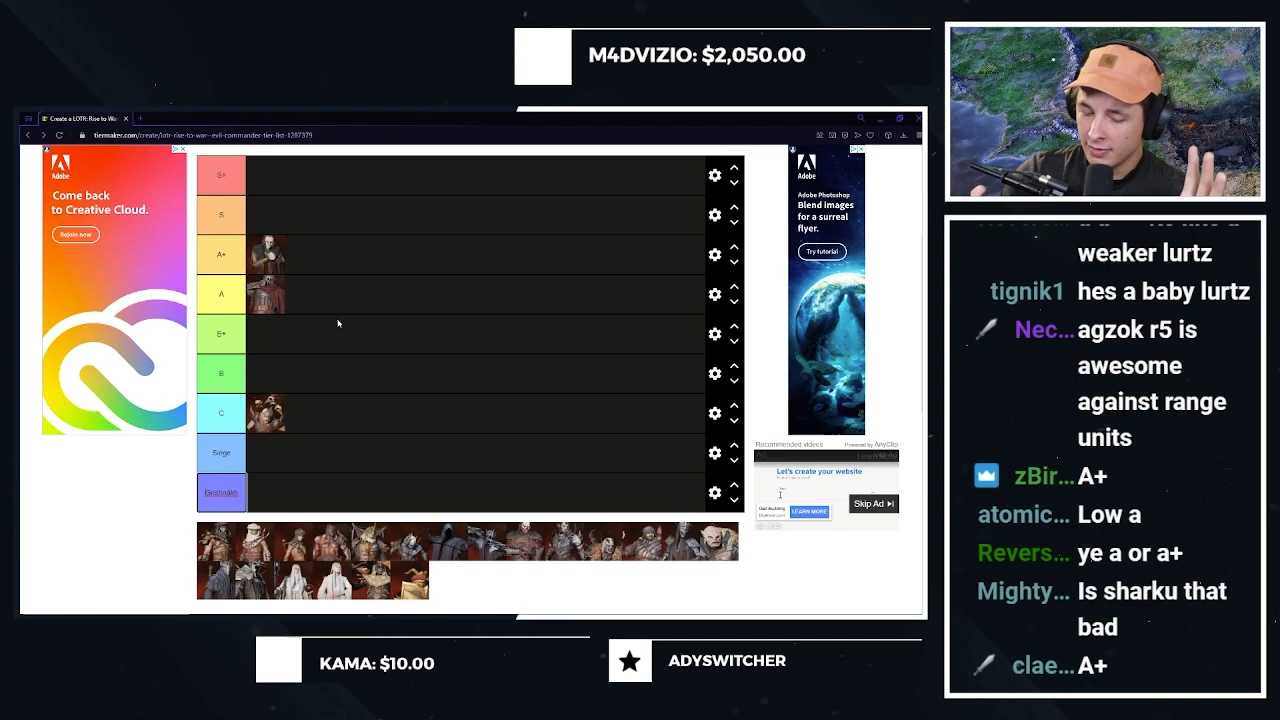 M4DVIZIO: $2,050.00
Create a LOTR: Rise to Wa
tiermaker.com/create/lotr-rise-to-war--evil-commander-tier-list-1287379
Adobe
Come back
to Creative Cloud.
Rejoin now
S+
S
A+
A
B+
B
C
Siege
Grishnákh
Adobe
Adobe Photoshop
Blend images
for a surreal
flyer.
Try tutorial
Recommended videos
Powered by AnyClip
Let's create your website
Get Bidding
LEARN MORE
Skip Ad
weaker lurtz
tignik1 hes a baby lurtz
Nec... agzok r5 is
awesome
against range
units
zBir... A+
atomic... Low a
Revers... ye a or a+
Mighty... Is sharku that
bad
clae... A+
KAMA: $10.00
ADYSWITCHER